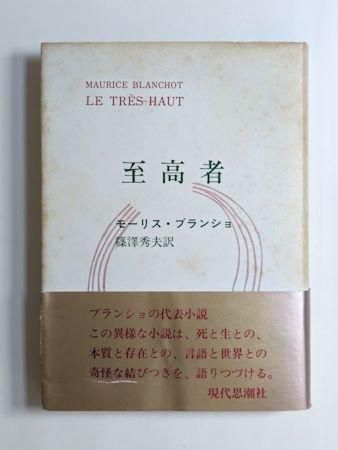 MAURICE BLANCHOT
LE TRÈS-HAUT
至高者
モーリス・ブランショ
篠澤秀夫訳
ブランショの代表小説
この異様な小説は、死と生との、
本質と存在との、言語と世界との
奇怪な結びつきを、語りつづける。
現代思潮社